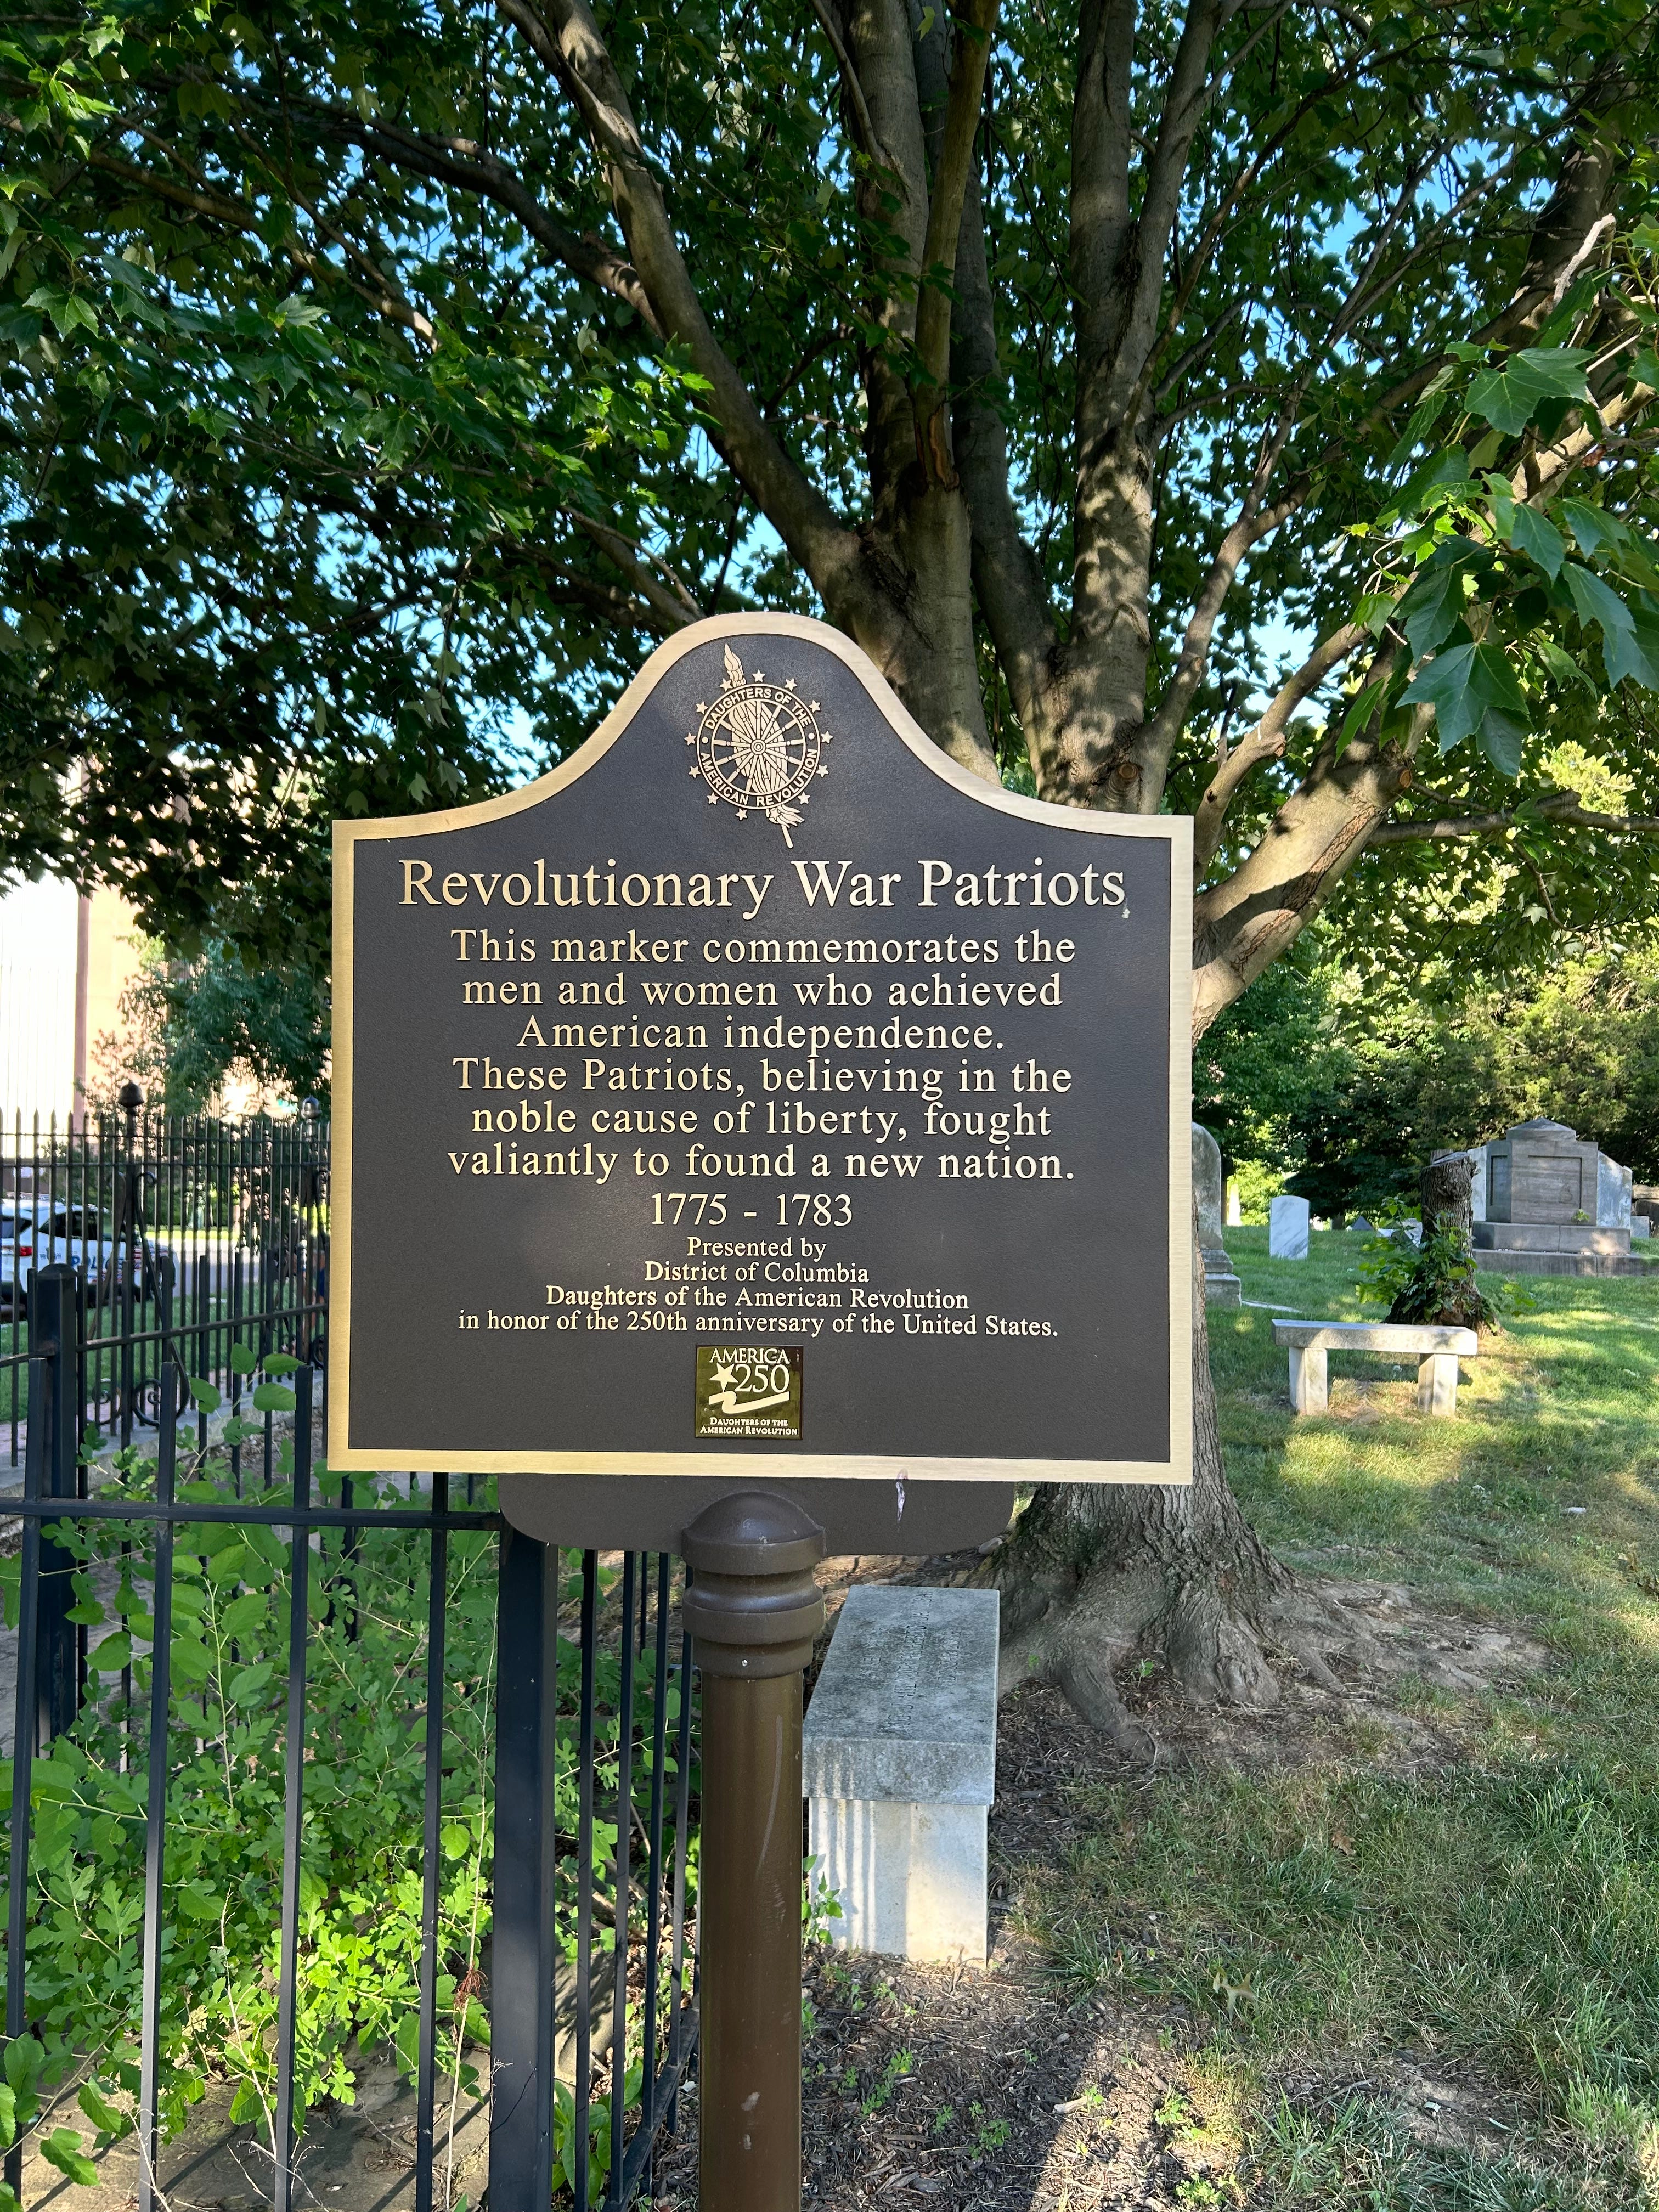 DAUGHTERS OF THE
AMERICAN REVOLUTION
Revolutionary War Patriots
This marker commemorates the
men and women who achieved
American independence.
These Patriots, believing in the
noble cause of liberty, fought
valiantly to found a new nation.
1775 - 1783
Presented by
District of Columbia
Daughters of the American Revolution
in honor of the 250th anniversary of the United States.
AMERICA
250
DAUGHTERS OF THE
AMERICAN REVOLUTION